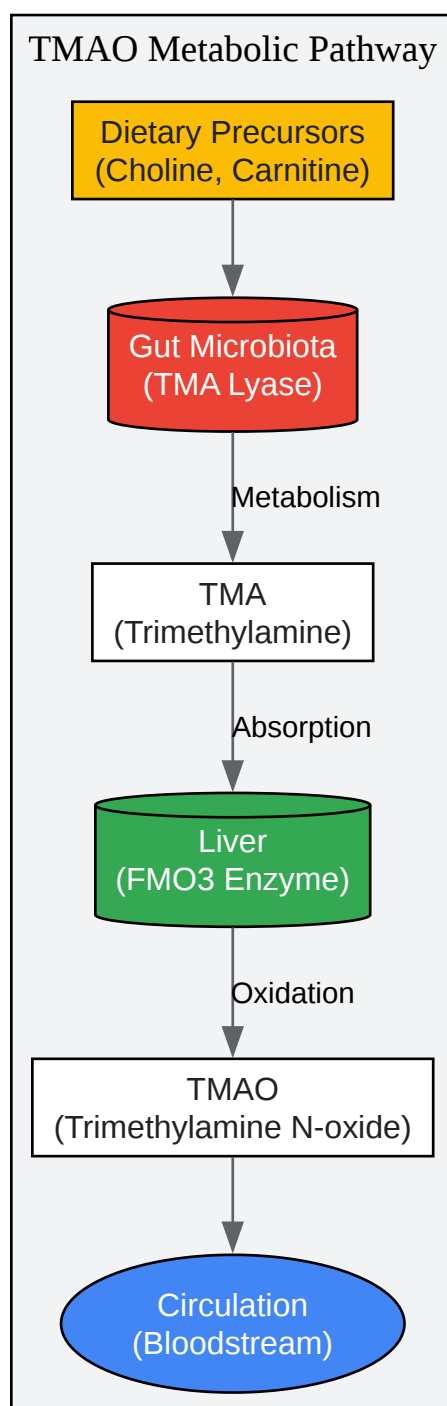 TMAO Metabolic Pathway
Dietary Precursors
(Choline, Carnitine)
Gut Microbiota
(TMA Lyase)
Metabolism
TMA
(Trimethylamine)
Absorption
Liver
(FMO3 Enzyme)
Oxidation
TMAO
(Trimethylamine N-oxide)
Circulation
(Bloodstream)